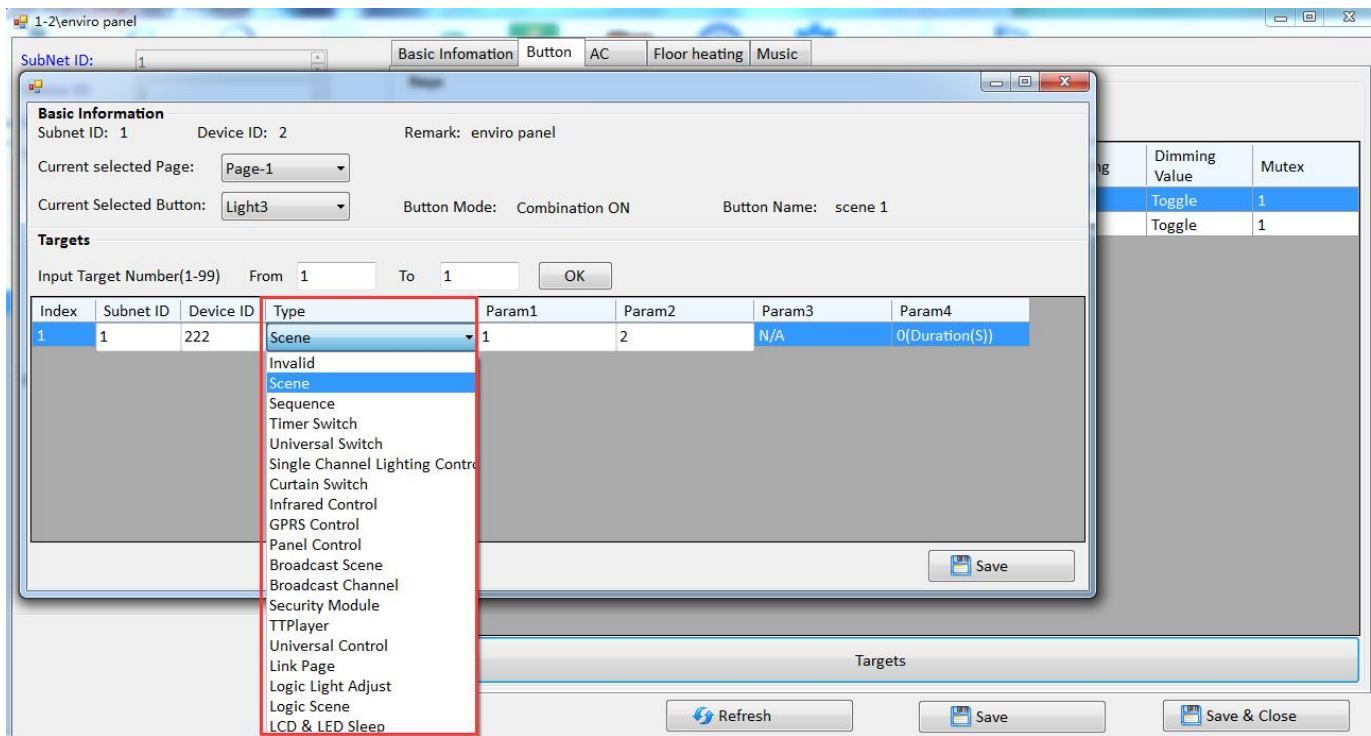 1-2\enviro panel
SubNet ID: 1
Basic Infomation Button AC Floor heating Music
Keys
Basic Information
Subnet ID: 1 Device ID: 2 Remark: enviro panel
Current selected Page: Page-1
Current Selected Button: Light3 Button Mode: Combination ON Button Name: scene 1
Dimming Value Mutex
Toggle 1
Toggle 1
Targets
Input Target Number(1-99) From 1 To 1 OK
Index Subnet ID Device ID Type Param1 Param2 Param3 Param4
1 1 222 Scene 1 2 N/A 0(Duration(S))
Invalid
Scene
Sequence
Timer Switch
Universal Switch
Single Channel Lighting Contro
Curtain Switch
Infrared Control
GPRS Control
Panel Control
Broadcast Scene
Broadcast Channel
Security Module
TTPlayer
Universal Control
Link Page
Logic Light Adjust
Logic Scene
LCD & LED Sleep
Save
Targets
Refresh Save Save & Close